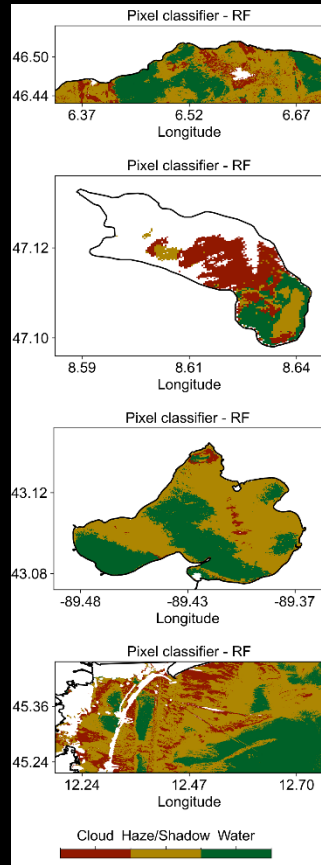 Pixel classifier - RF
46.50
46.44
6.37 6.52 6.67
Longitude
Pixel classifier - RF
47.12
47.10
8.59 8.61 8.64
Longitude
Pixel classifier - RF
43.12
43.08
-89.48 -89.43 -89.37
Longitude
Pixel classifier - RF
45.36
45.24
12.24 12.47 12.70
Longitude
Cloud Haze/Shadow Water